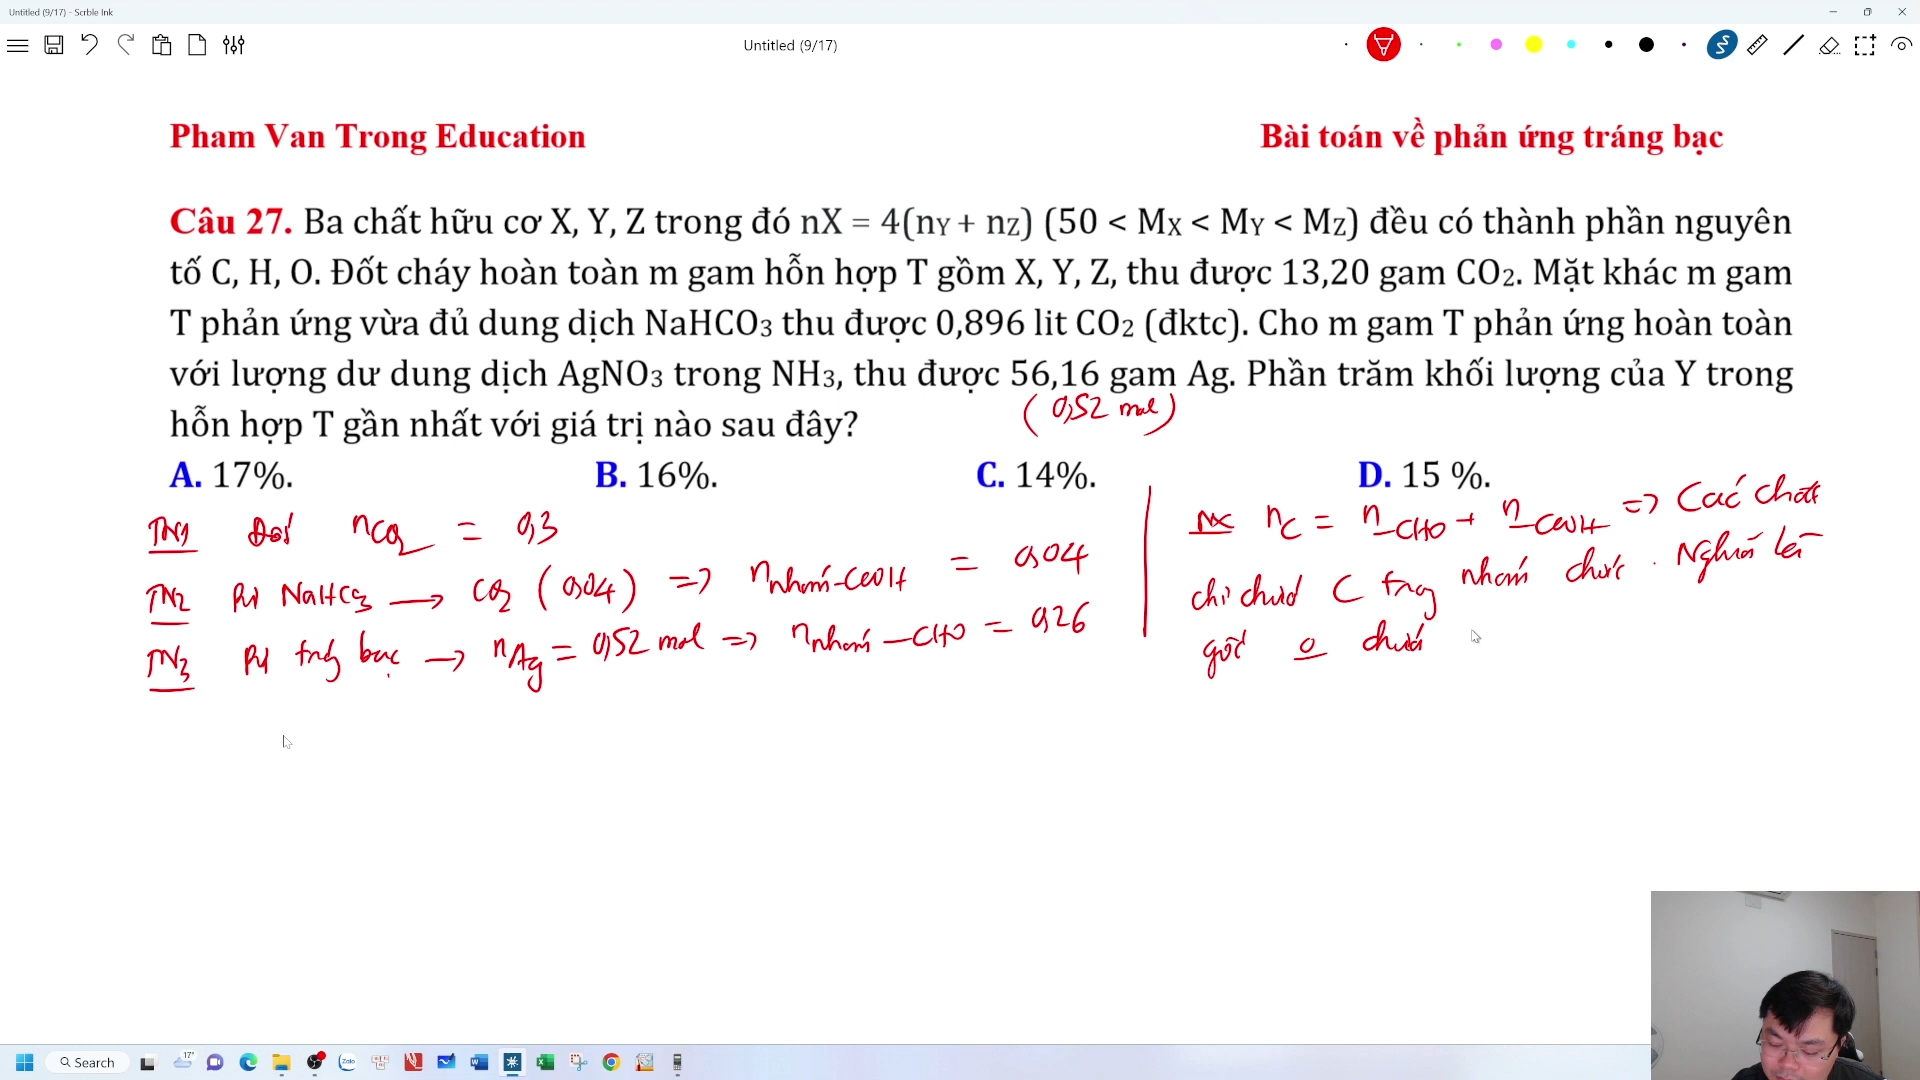 Untitled (9/17) - Scrble Ink
Untitled (9/17)
Pham Van Trong Education
Bài toán về phản ứng tráng bạc
Câu 27. Ba chất hữu cơ X, Y, Z trong đó nX = 4(nY + nZ) (50 < MX < MY < MZ) đều có thành phần nguyên
tố C, H, O. Đốt cháy hoàn toàn m gam hỗn hợp T gồm X, Y, Z, thu được 13,20 gam CO2. Mặt khác m gam
T phản ứng vừa đủ dung dịch NaHCO3 thu được 0,896 lit CO2 (đktc). Cho m gam T phản ứng hoàn toàn
với lượng dư dung dịch AgNO3 trong NH3, thu được 56,16 gam Ag. Phần trăm khối lượng của Y trong
hỗn hợp T gần nhất với giá trị nào sau đây?
(0,52 mol)
A. 17%. B. 16%. C. 14%. D. 15 %.
TN1 Đốt nCO2 = 0,3
TN2 Pứ NaHCO3 → CO2 (0,04) => n nhóm -COOH = 0,04
TN3 Pứ tráng bạc → nAg = 0,52 mol => n nhóm -CHO = 0,26
NX nC = n-CHO + n-COOH => Các chất
chỉ chứa C trong nhóm chức. Nghĩa là
gốc o chứa
17°
Search
Zalo